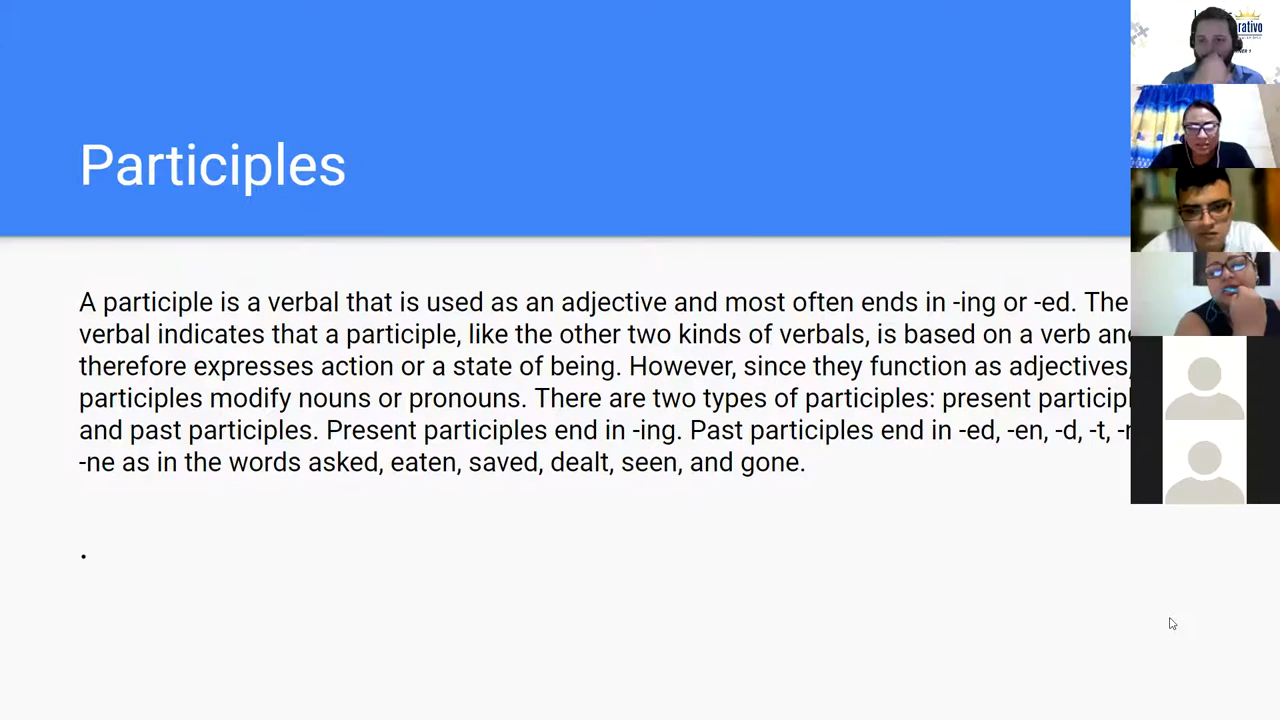 Participles
A participle is a verbal that is used as an adjective and most often ends in -ing or -ed. The
verbal indicates that a participle, like the other two kinds of verbals, is based on a verb and
therefore expresses action or a state of being. However, since they function as adjectives,
participles modify nouns or pronouns. There are two types of participles: present
and past participles. Present participles end in -ing. Past participles end in -ed, -en, -d, -t,
-ne as in the words asked, eaten, saved, dealt, seen, and gone.
.